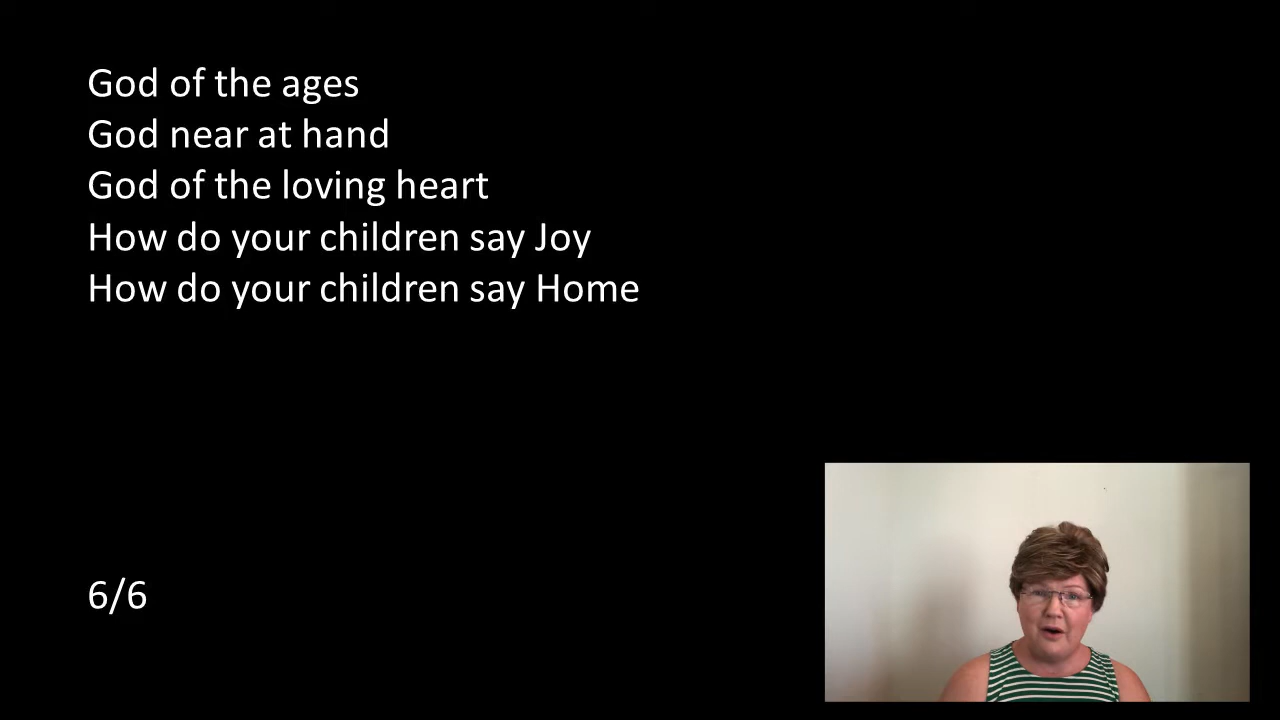 God of the ages
God near at hand
God of the loving heart
How do your children say Joy
How do your children say Home
6/6